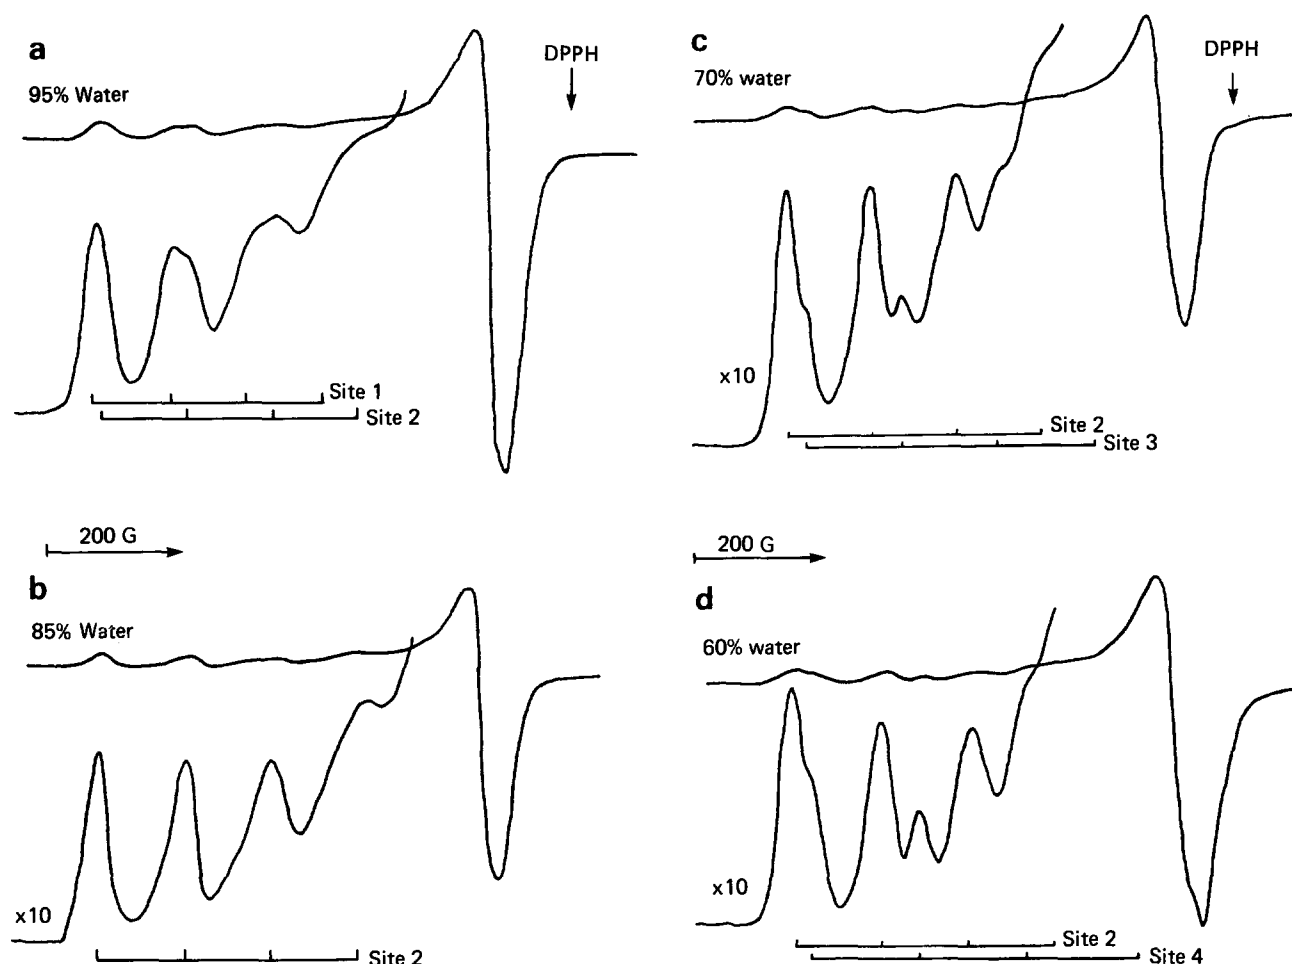 a
95% Water
DPPH
Site 1
Site 2
200 G
b
85% Water
x10
Site 2
c
70% water
DPPH
x10
Site 2
Site 3
200 G
d
60% water
x10
Site 2
Site 4